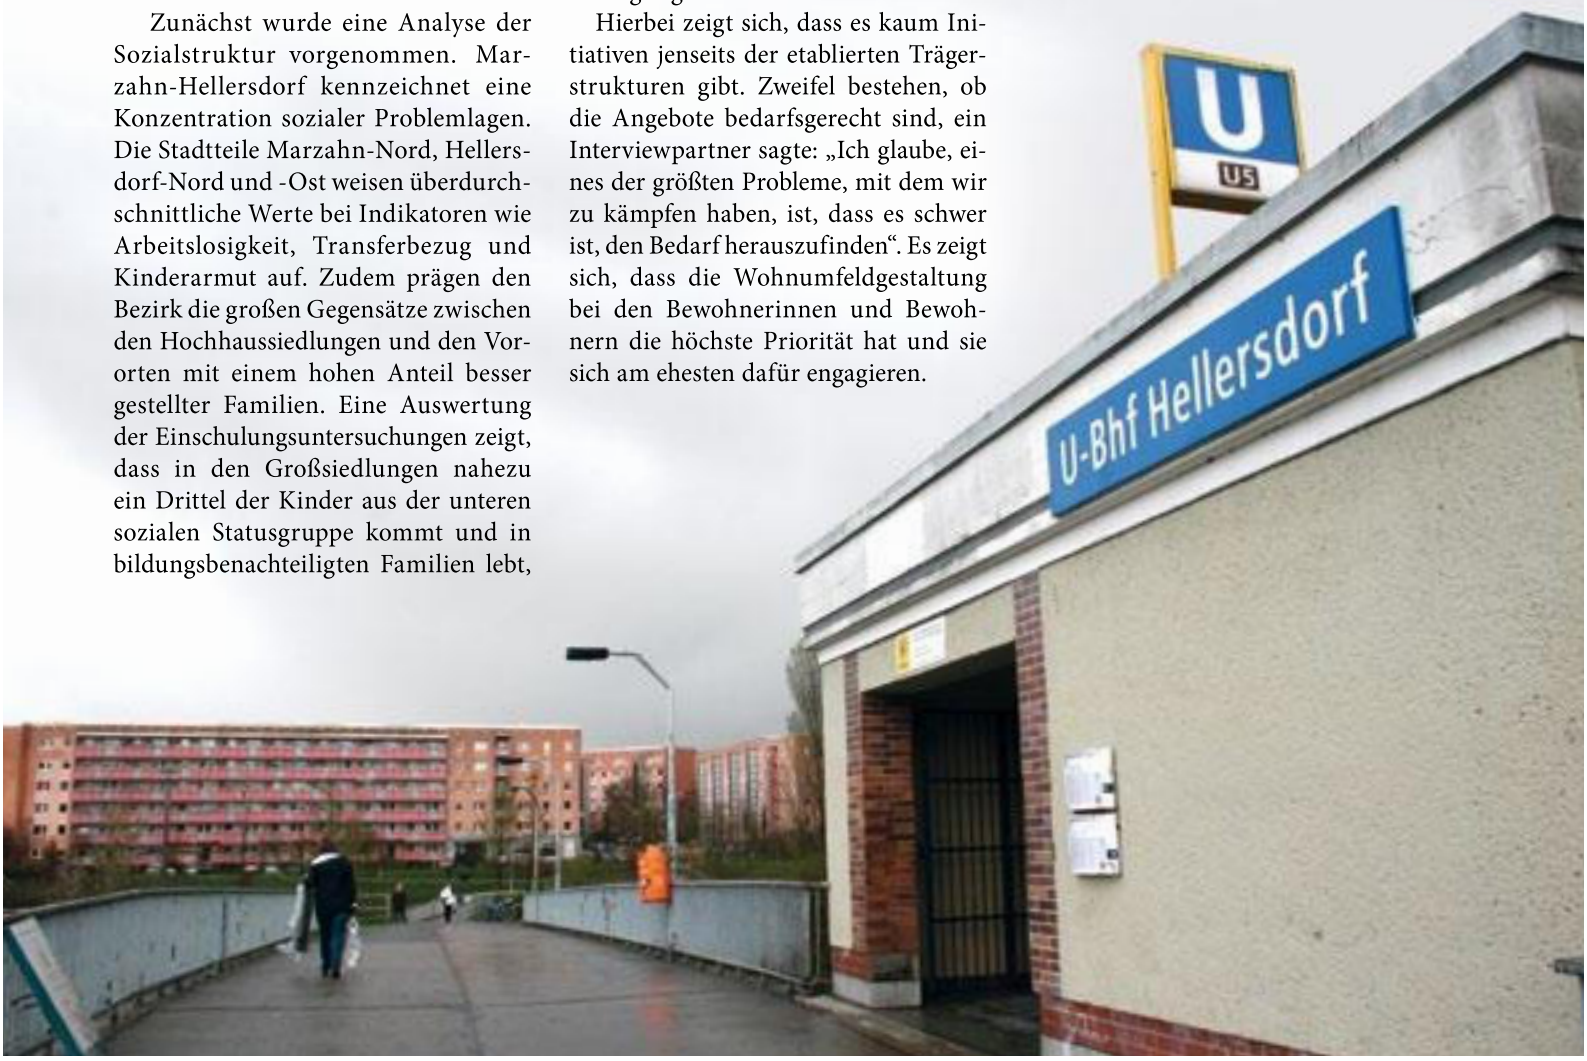 Zunächst wurde eine Analyse der
Sozialstruktur vorgenommen. Mar-
zahn-Hellersdorf kennzeichnet eine
Konzentration sozialer Problemlagen.
Die Stadtteile Marzahn-Nord, Hellers-
dorf-Nord und -Ost weisen überdurch-
schnittliche Werte bei Indikatoren wie
Arbeitslosigkeit, Transferbezug und
Kinderarmut auf. Zudem prägen den
Bezirk die großen Gegensätze zwischen
den Hochhaussiedlungen und den Vor-
orten mit einem hohen Anteil besser
gestellter Familien. Eine Auswertung
der Einschulungsuntersuchungen zeigt,
dass in den Großsiedlungen nahezu
ein Drittel der Kinder aus der unteren
sozialen Statusgruppe kommt und in
bildungsbenachteiligten Familien lebt,
Hierbei zeigt sich, dass es kaum Ini-
tiativen jenseits der etablierten Träger-
strukturen gibt. Zweifel bestehen, ob
die Angebote bedarfsgerecht sind, ein
Interviewpartner sagte: „Ich glaube, ei-
nes der größten Probleme, mit dem wir
zu kämpfen haben, ist, dass es schwer
ist, den Bedarf herauszufinden“. Es zeigt
sich, dass die Wohnumfeldgestaltung
bei den Bewohnerinnen und Bewoh-
nern die höchste Priorität hat und sie
sich am ehesten dafür engagieren.
U
U5
U-Bhf Hellersdorf